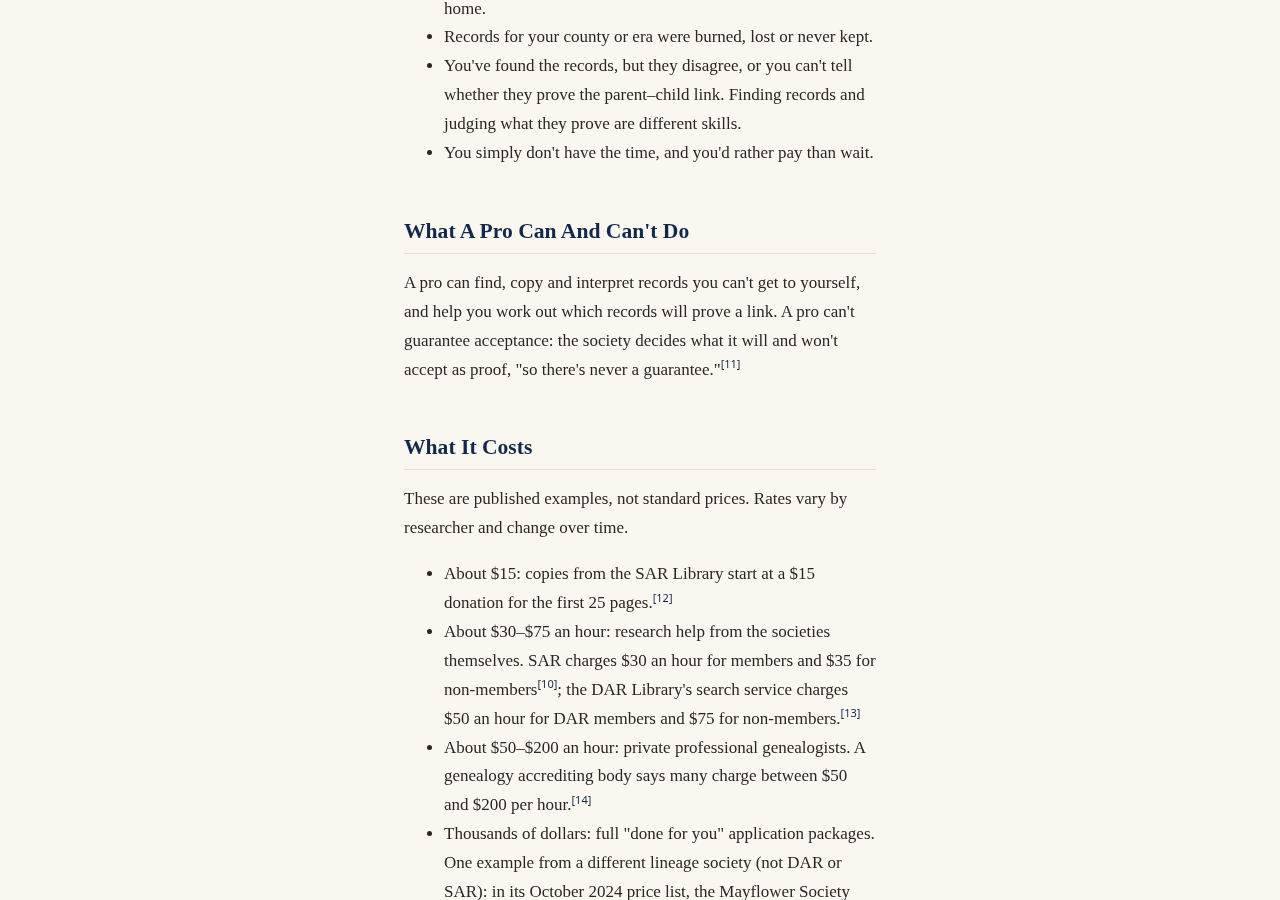 home.
• Records for your county or era were burned, lost or never kept.
• You've found the records, but they disagree, or you can't tell
whether they prove the parent–child link. Finding records and
judging what they prove are different skills.
• You simply don't have the time, and you'd rather pay than wait.
What A Pro Can And Can't Do
A pro can find, copy and interpret records you can't get to yourself,
and help you work out which records will prove a link. A pro can't
guarantee acceptance: the society decides what it will and won't
accept as proof, "so there's never a guarantee."[11]
What It Costs
These are published examples, not standard prices. Rates vary by
researcher and change over time.
• About $15: copies from the SAR Library start at a $15
donation for the first 25 pages.[12]
• About $30–$75 an hour: research help from the societies
themselves. SAR charges $30 an hour for members and $35 for
non-members[10]; the DAR Library's search service charges
$50 an hour for DAR members and $75 for non-members.[13]
• About $50–$200 an hour: private professional genealogists. A
genealogy accrediting body says many charge between $50
and $200 per hour.[14]
• Thousands of dollars: full "done for you" application packages.
One example from a different lineage society (not DAR or
SAR): in its October 2024 price list, the Mayflower Society